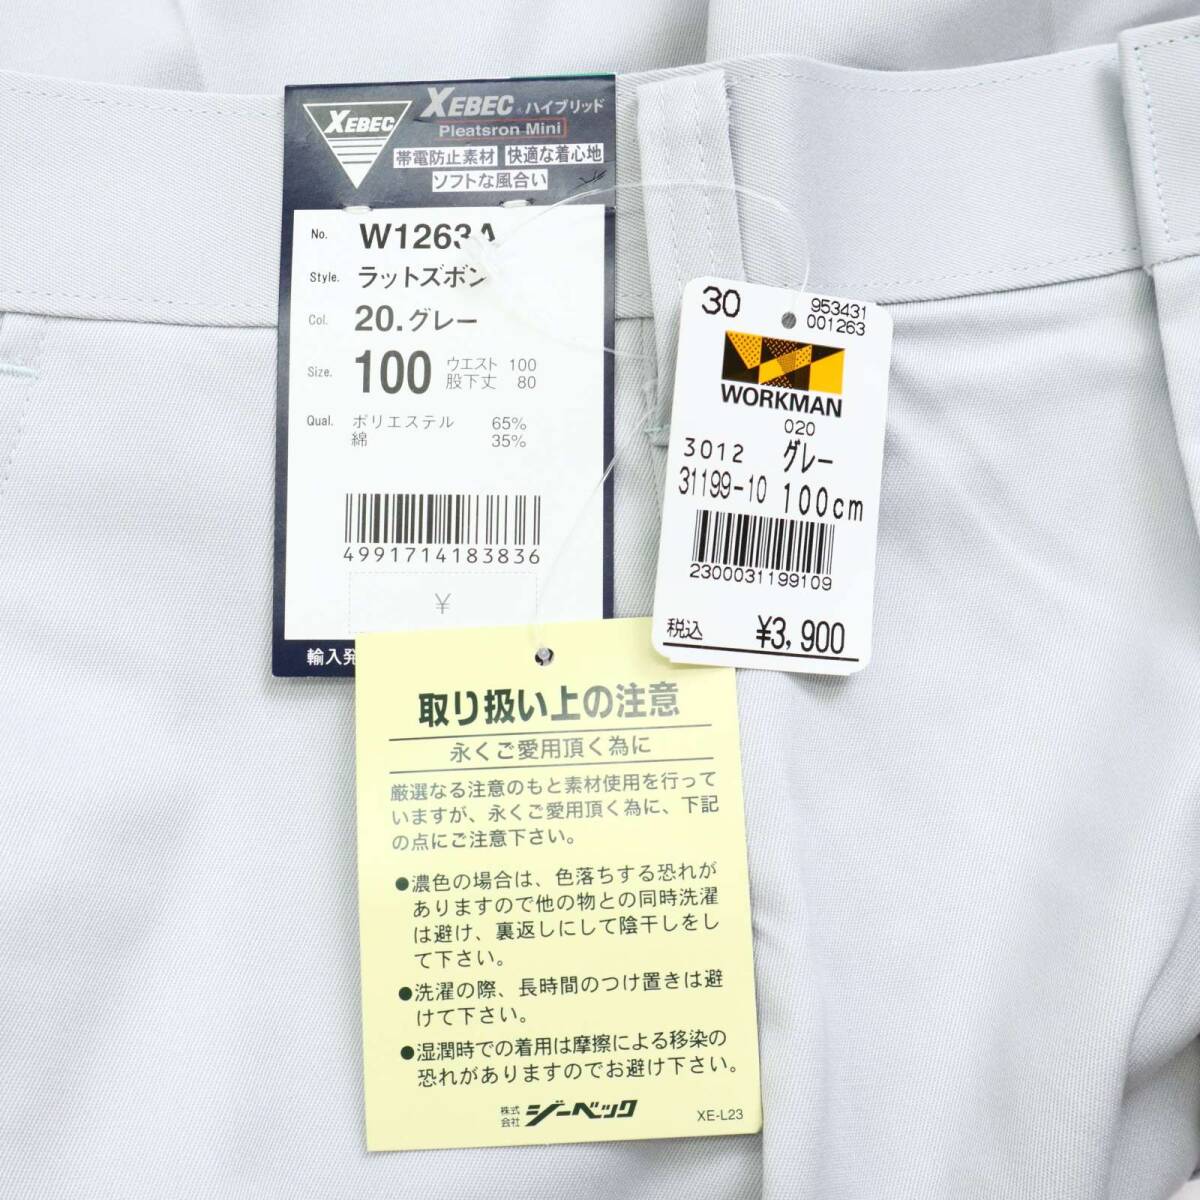 XEBEC
XEBEC ハイブリッド
Pleatsron Mini
帯電防止素材 快適な着心地
ソフトな風合い
No. W1263A
Style. ラットズボン
Col. 20.グレー
Size. 100 ウエスト 100
股下丈 80
Qual. ポリエステル 65%
綿 35%
4991714183836
¥
輸入発
30 953431
001263
WORKMAN
020
3012 グレー
31199-10 100cm
2300031199109
税込 ¥3,900
取り扱い上の注意
永くご愛用頂く為に
厳選なる注意のもと素材使用を行って
いますが、永くご愛用頂く為に、下記
の点にご注意下さい。
●濃色の場合は、色落ちする恐れが
ありますので他の物との同時洗濯
は避け、裏返しにして陰干しをし
て下さい。
●洗濯の際、長時間のつけ置きは避
けて下さい。
●湿潤時での着用は摩擦による移染の
恐れがありますのでお避け下さい。
株式会社 ジーベック XE-L23